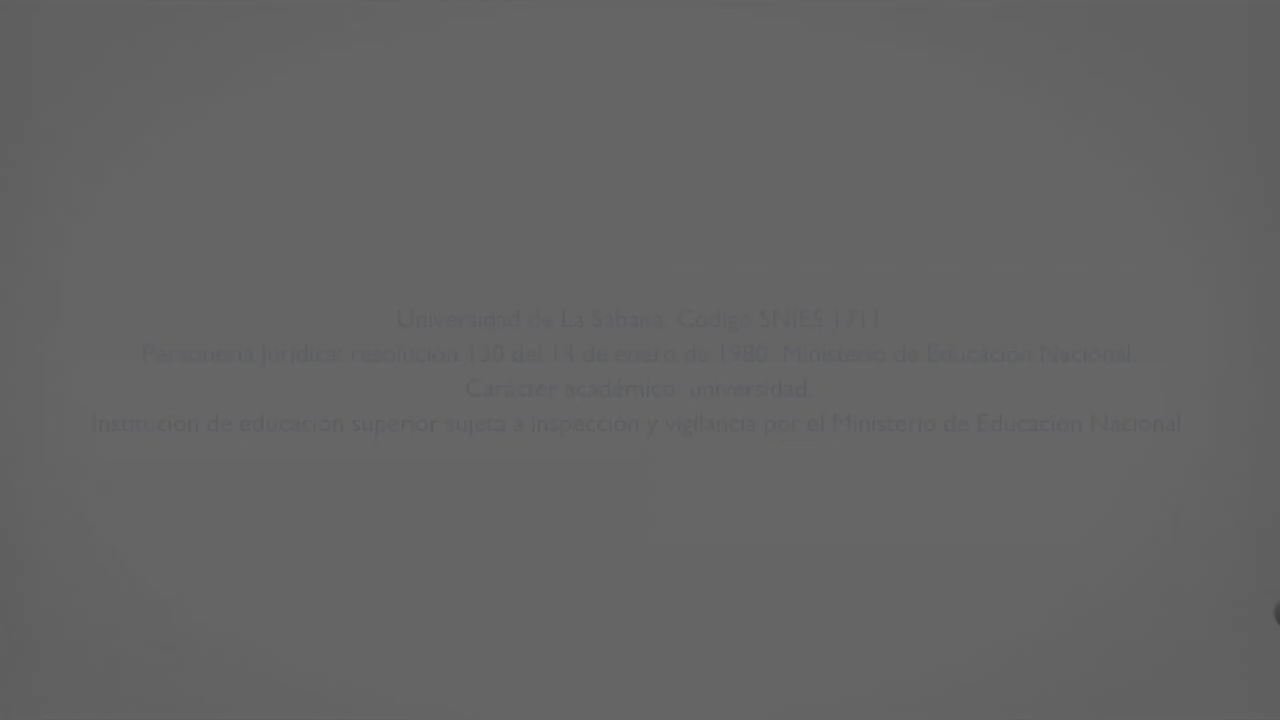 Universidad de La Sabana. Código SNIES 1711
Personería jurídica: resolución 130 del 14 de enero de 1980. Ministerio de Educación Nacional.
Carácter académico: universidad.
Institución de educación superior sujeta a inspección y vigilancia por el Ministerio de Educación Nacional